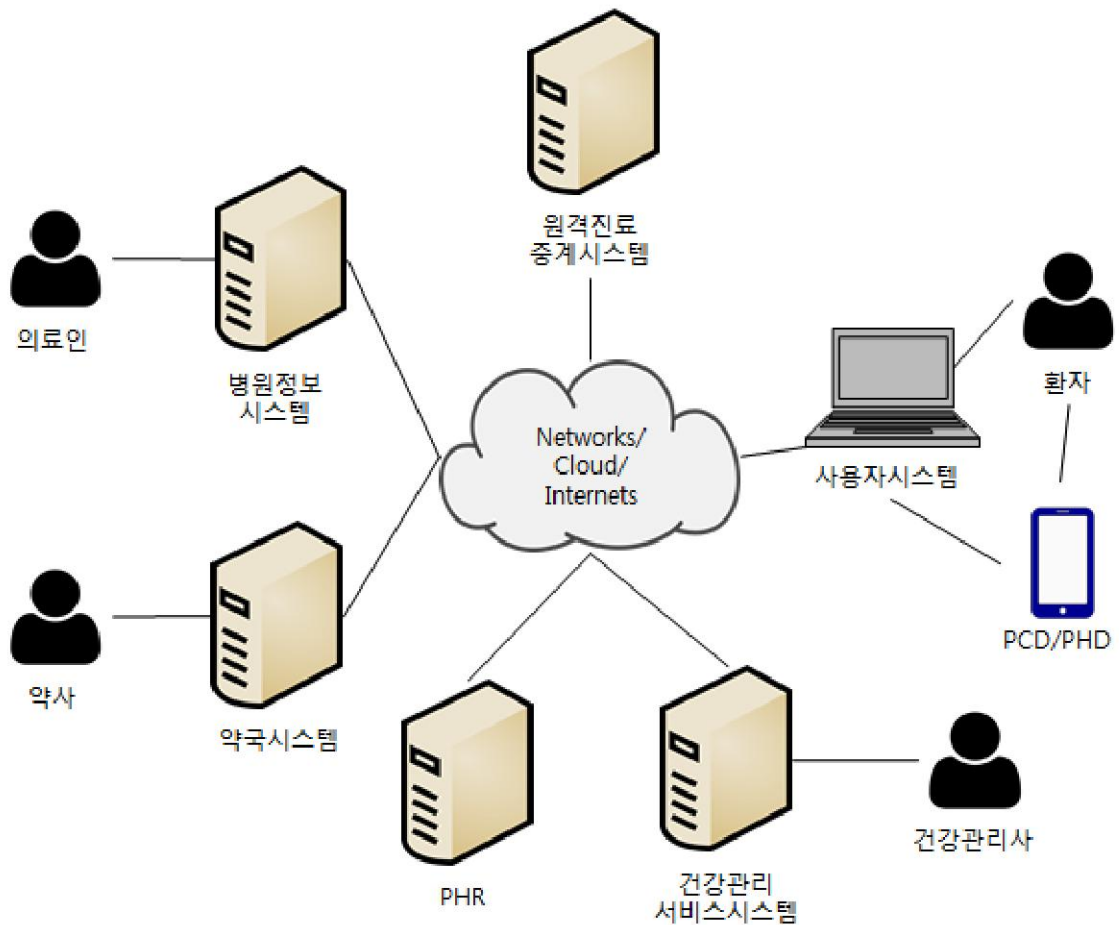 원격진료
중계시스템
의료인
병원정보
시스템
환자
Networks/
Cloud/
Internets
사용자시스템
PCD/PHD
약사
약국시스템
건강관리사
PHR
건강관리
서비스시스템